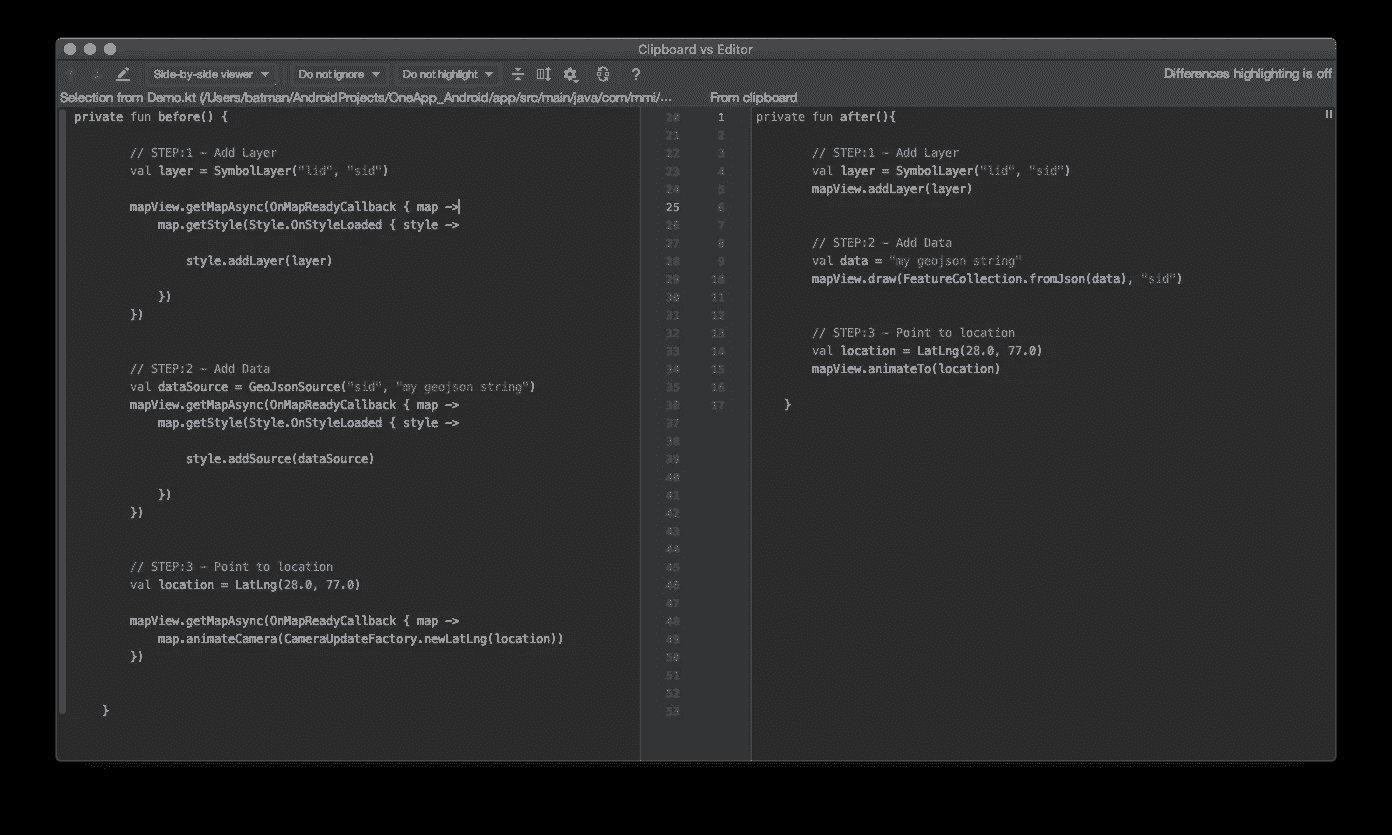 Clipboard vs Editor
Side-by-side viewer Do not ignore Do not highlight ? Differences highlighting is off
Selection from Demo.kt (/Users/batman/AndroidProjects/OneApp_Android/app/src/main/java/com/mmi/...
private fun before() {
// STEP:1 - Add Layer
val layer = SymbolLayer("lid", "sid")
mapView.getMapAsync(OnMapReadyCallback { map ->
map.getStyle(Style.OnStyleLoaded { style ->
style.addLayer(layer)
})
})
// STEP:2 - Add Data
val dataSource = GeoJsonSource("sid", "my geojson string")
mapView.getMapAsync(OnMapReadyCallback { map ->
map.getStyle(Style.OnStyleLoaded { style ->
style.addSource(dataSource)
})
})
// STEP:3 - Point to location
val location = LatLng(28.0, 77.0)
mapView.getMapAsync(OnMapReadyCallback { map ->
map.animateCamera(CameraUpdateFactory.newLatLng(location))
})
}
20
21
22
23
24
25
26
27
28
29
30
31
32
33
34
35
36
37
38
39
40
41
42
43
44
45
46
47
48
49
50
51
52
53
From clipboard
1
2
3
4
5
6
7
8
9
10
11
12
13
14
15
16
17
private fun after(){
// STEP:1 - Add Layer
val layer = SymbolLayer("lid", "sid")
mapView.addLayer(layer)
// STEP:2 - Add Data
val data = "my geojson string"
mapView.draw(FeatureCollection.fromJson(data), "sid")
// STEP:3 - Point to location
val location = LatLng(28.0, 77.0)
mapView.animateTo(location)
}